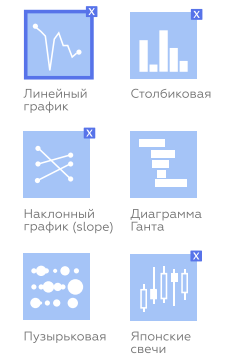 X
X
Линейный
график
Столбиковая
X
Наклонный
график (slope)
Диаграмма
Ганта
X
Пузырьковая
Японские
свечи